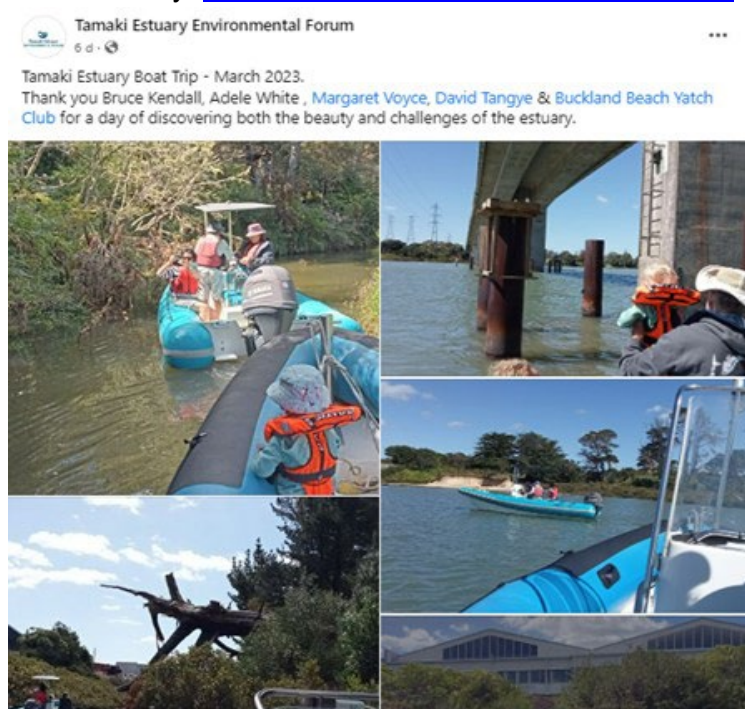 Tamaki Estuary Environmental Forum
6 d ·
Tamaki Estuary Boat Trip - March 2023.
Thank you Bruce Kendall, Adele White , Margaret Voyce, David Tangye & Buckland Beach Yatch
Club for a day of discovering both the beauty and challenges of the estuary.
YAMAHA